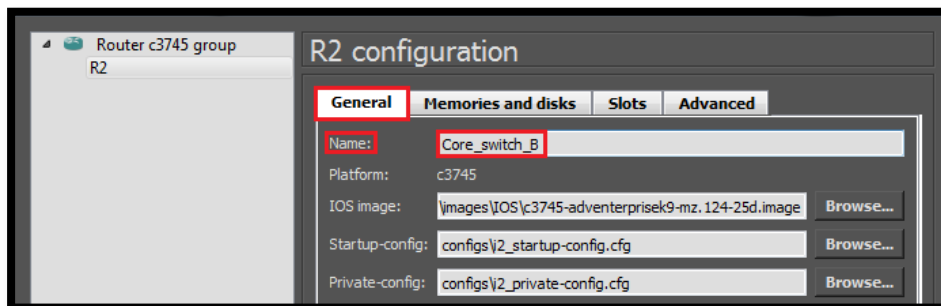 Router c3745 group
R2
R2 configuration
General Memories and disks Slots Advanced
Name: Core_switch_B
Platform: c3745
IOS image: \images\IOS\c3745-adventerprisek9-mz.124-25d.image Browse...
Startup-config: configs\i2_startup-config.cfg Browse...
Private-config: configs\i2_private-config.cfg Browse...